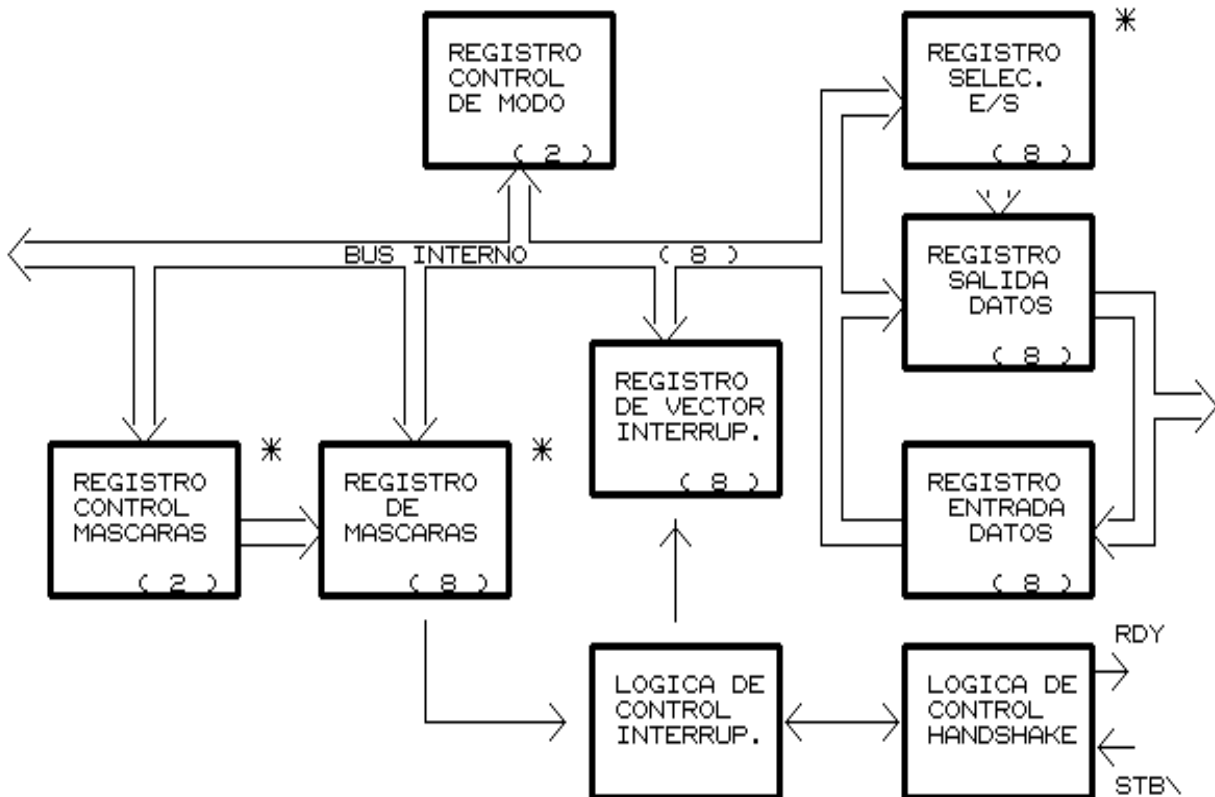 REGISTRO
CONTROL
DE MODO
( 2 )
REGISTRO
SELEC.
E/S
( 8 )
*
BUS INTERNO ( 8 )
REGISTRO
SALIDA
DATOS
( 8 )
REGISTRO
DE VECTOR
INTERRUP.
( 8 )
REGISTRO
CONTROL
MASCARAS
( 2 )
*
REGISTRO
DE
MASCARAS
( 8 )
*
REGISTRO
ENTRADA
DATOS
( 8 )
LOGICA DE
CONTROL
INTERRUP.
LOGICA DE
CONTROL
HANDSHAKE
RDY
STB\